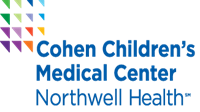 Cohen Children's
Medical Center
Northwell Health℠